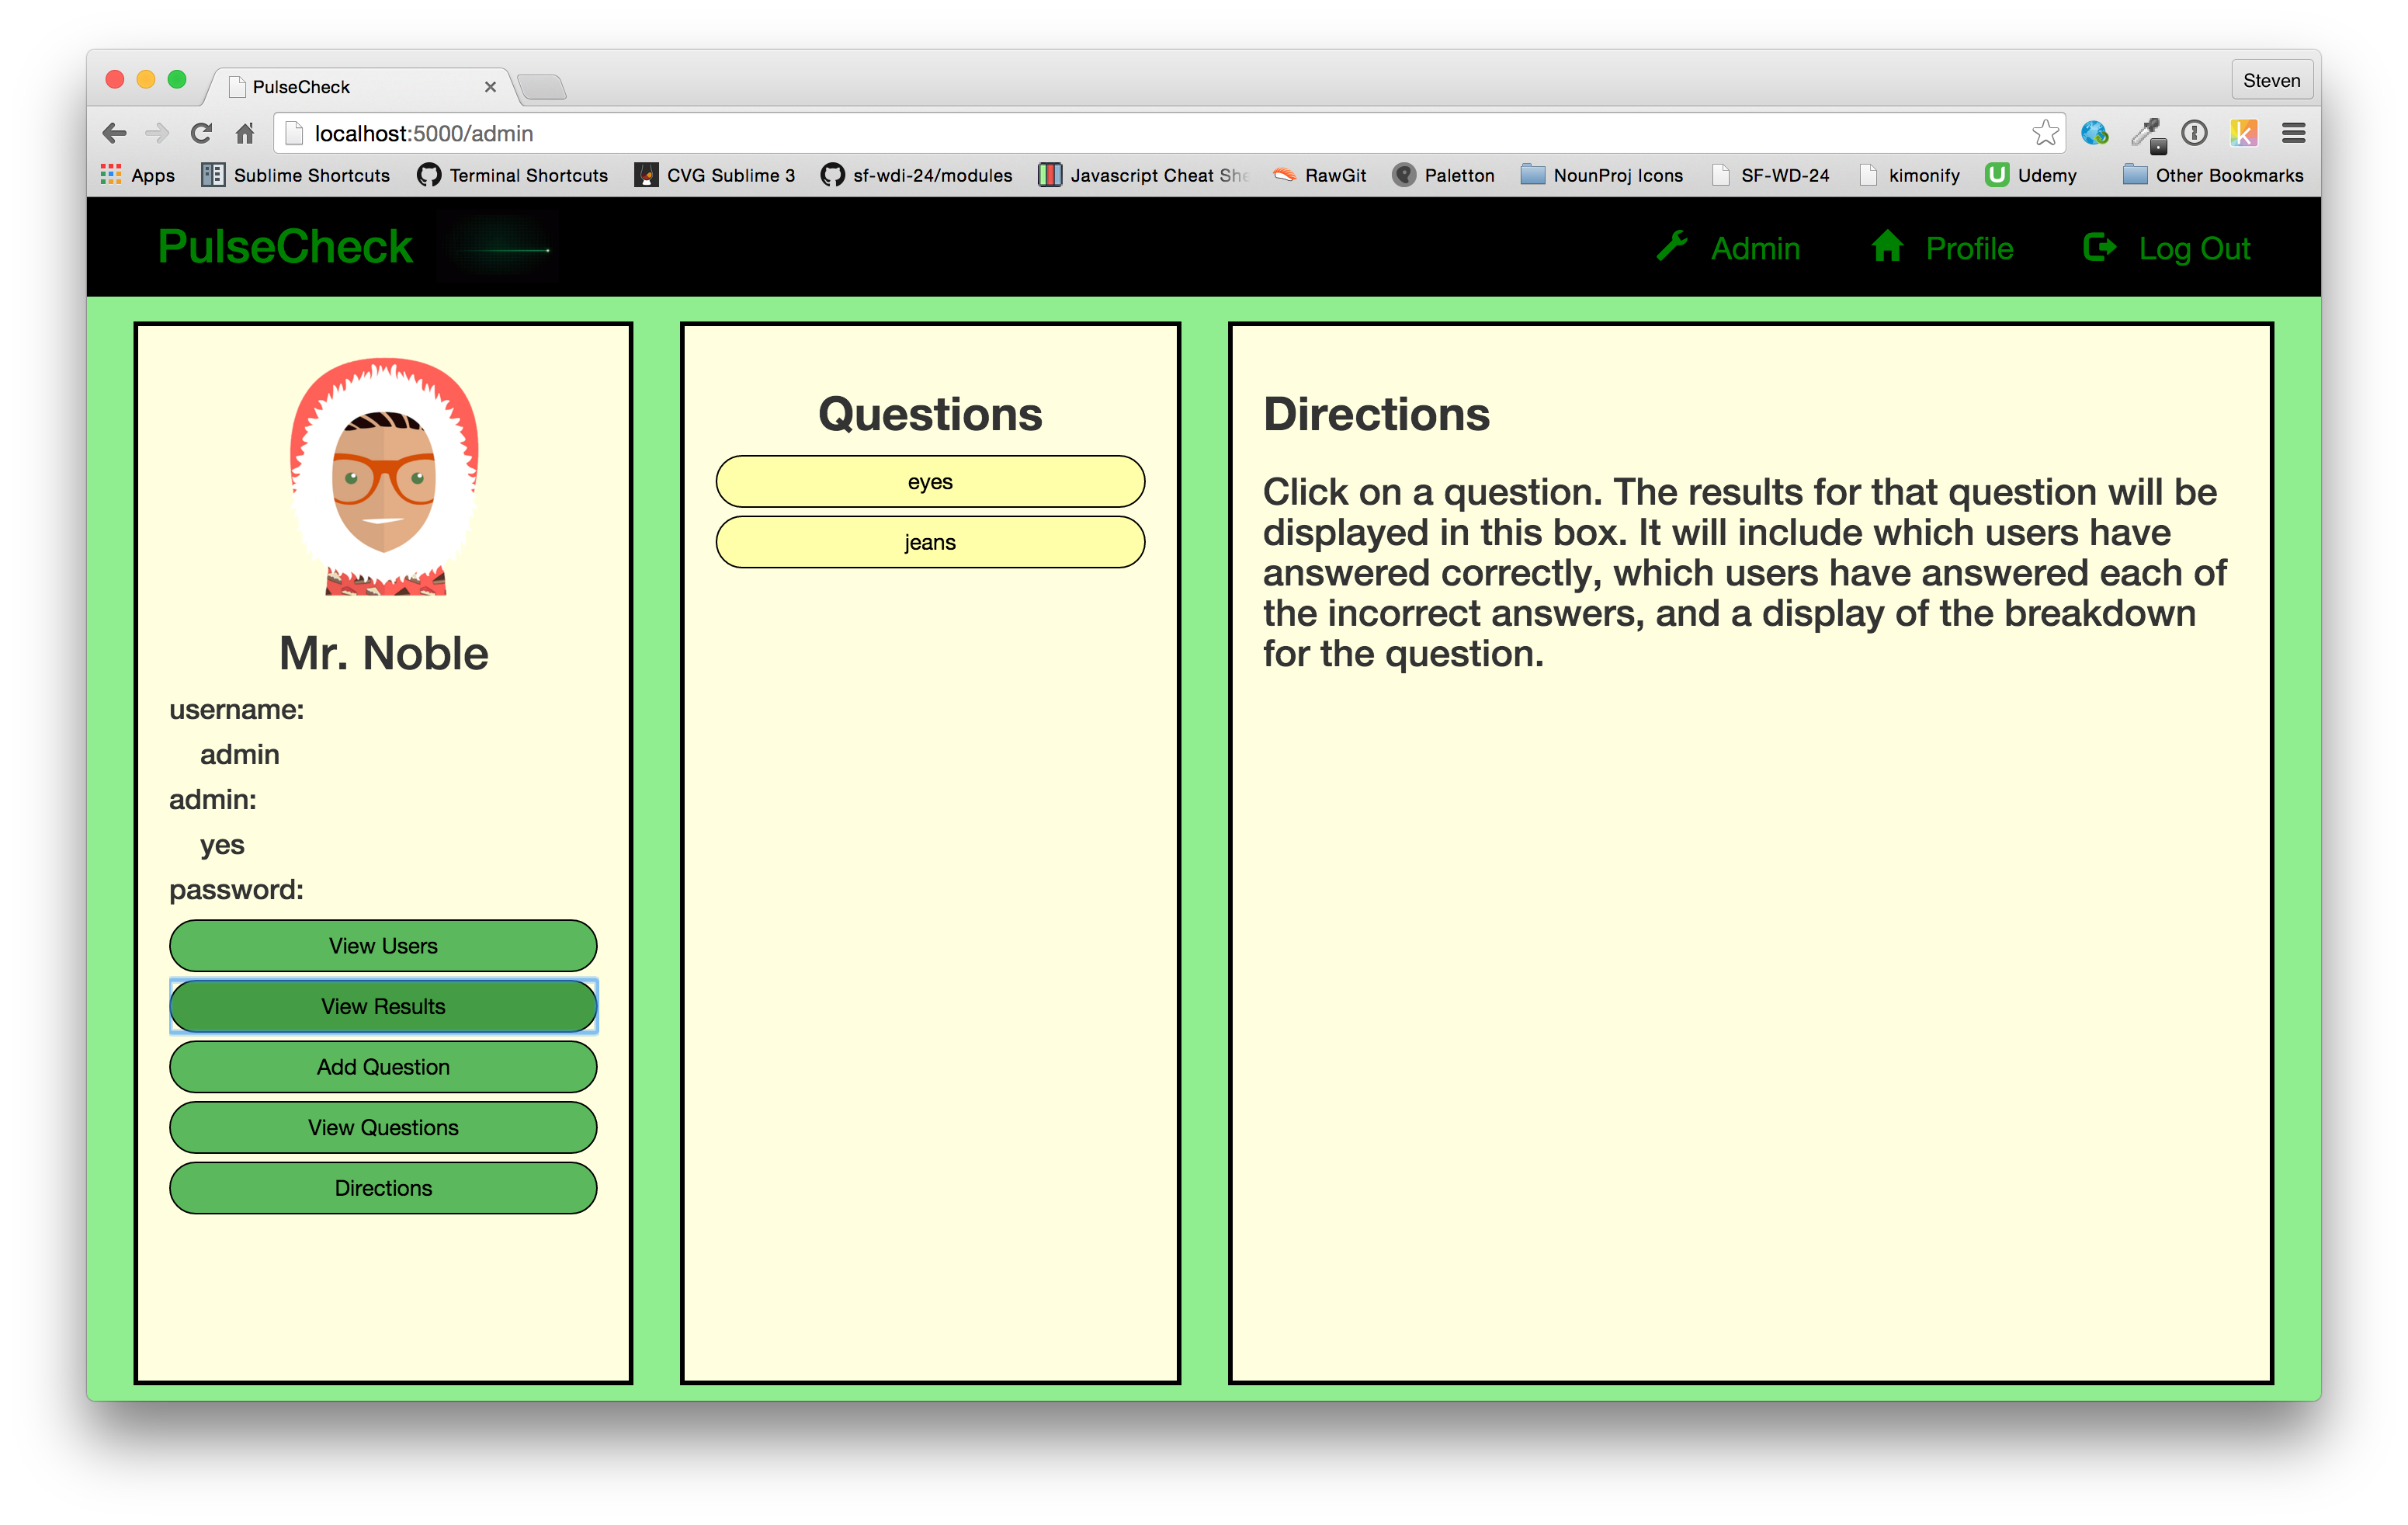 PulseCheck
Steven
localhost:5000/admin
Apps Sublime Shortcuts Terminal Shortcuts CVG Sublime 3 sf-wdi-24/modules Javascript Cheat She RawGit Paletton NounProj Icons SF-WD-24 kimonify Udemy Other Bookmarks
PulseCheck Admin Profile Log Out
Mr. Noble
username:
admin
admin:
yes
password:
View Users
View Results
Add Question
View Questions
Directions
Questions
eyes
jeans
Directions
Click on a question. The results for that question will be
displayed in this box. It will include which users have
answered correctly, which users have answered each of
the incorrect answers, and a display of the breakdown
for the question.